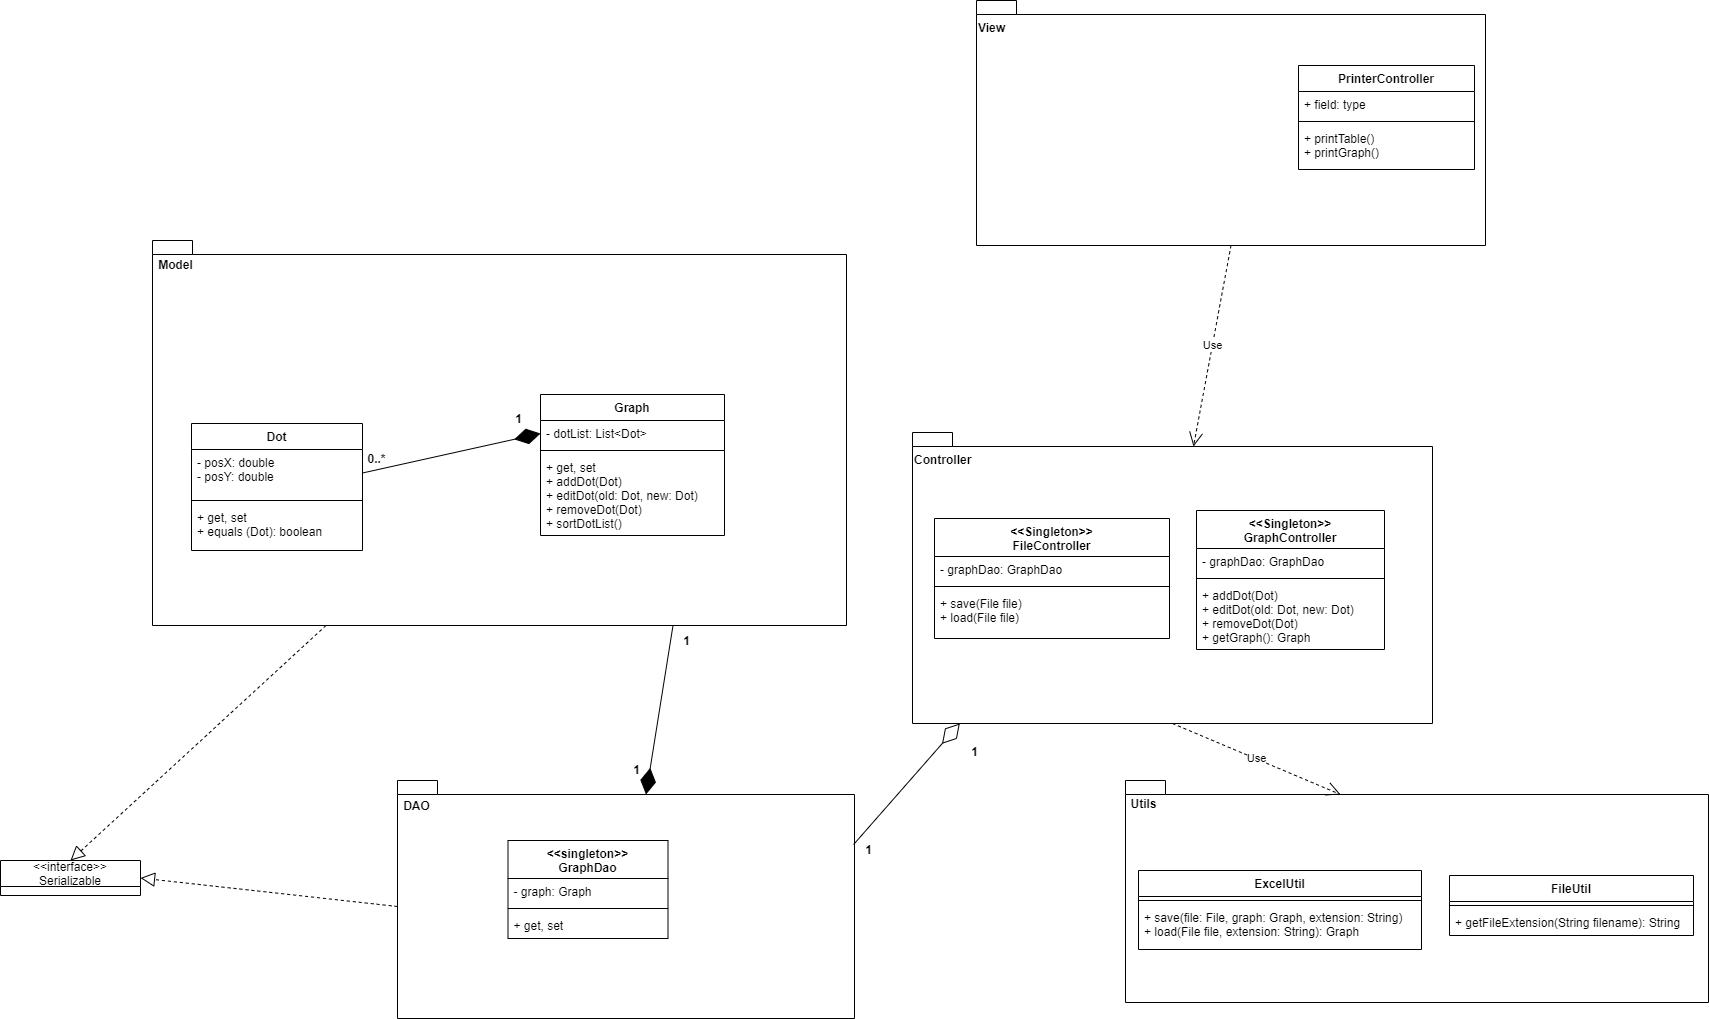 View
PrinterController
+ field: type
+ printTable()
+ printGraph()
Use
Model
Dot
- posX: double
- posY: double
+ get, set
+ equals (Dot): boolean
0..*
1
Graph
- dotList: List<Dot>
+ get, set
+ addDot(Dot)
+ editDot(old: Dot, new: Dot)
+ removeDot(Dot)
+ sortDotList()
Controller
<<Singleton>>
FileController
- graphDao: GraphDao
+ save(File file)
+ load(File file)
<<Singleton>>
GraphController
- graphDao: GraphDao
+ addDot(Dot)
+ editDot(old: Dot, new: Dot)
+ removeDot(Dot)
+ getGraph(): Graph
1
1
1
1
Use
<<interface>>
Serializable
DAO
<<singleton>>
GraphDao
- graph: Graph
+ get, set
Utils
ExcelUtil
+ save(file: File, graph: Graph, extension: String)
+ load(File file, extension: String): Graph
FileUtil
+ getFileExtension(String filename): String